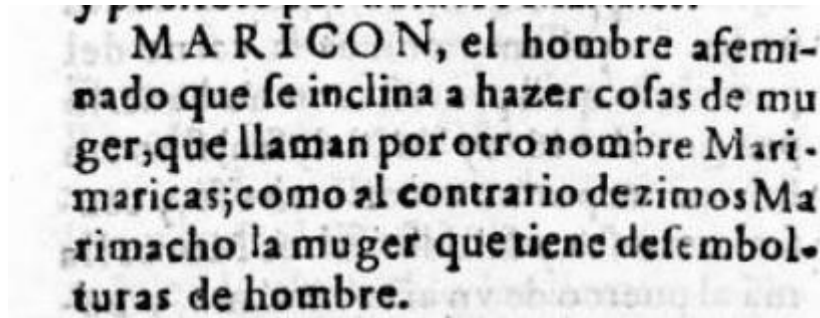 MARICON, el hombre afemi-
nado que ſe inclina a hazer coſas de mu
ger, que llaman por otro nombre Mari-
maricas; como al contrario dezimos Ma
rimacho la muger que tiene deſembol-
turas de hombre.